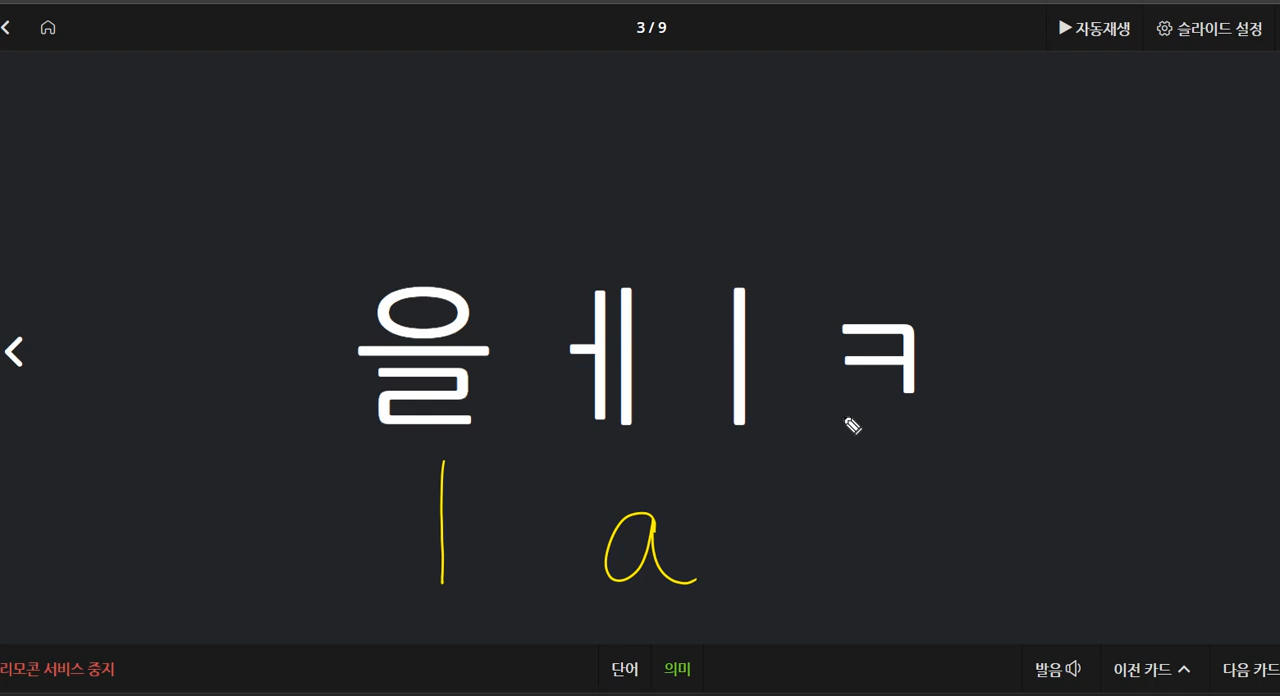 3 / 9
▶ 자동재생
슬라이드 설정
을 ㅔ ㅣ ㅋ
l a
리모콘 서비스 중지
단어
의미
발음
이전 카드
다음 카드